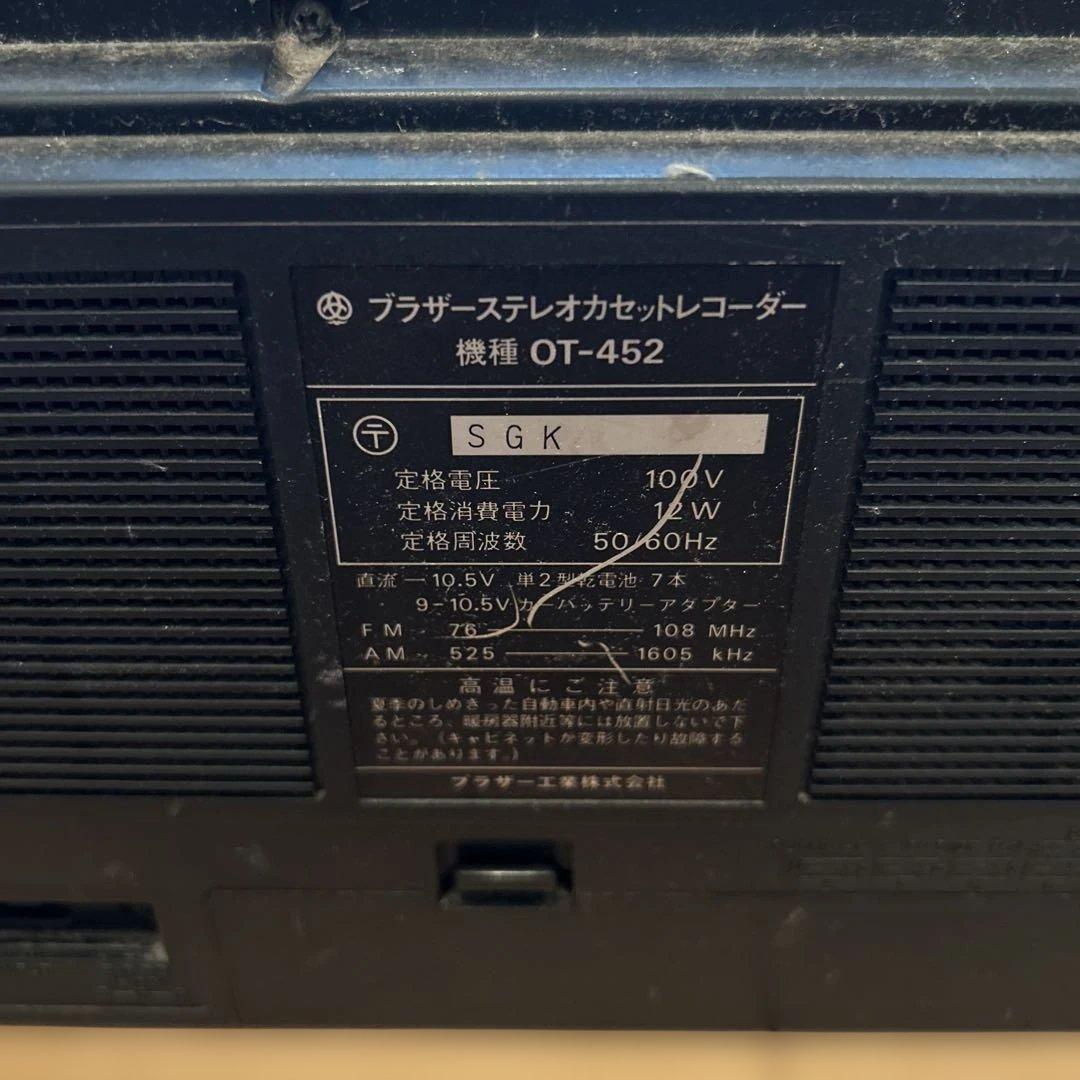 ブラザーステレオカセットレコーダー
機種 OT-452
〒 SGK
定格電圧 100V
定格消費電力 12W
定格周波数 50/60Hz
直流 — 10.5V 単2型乾電池 7本
9-10.5V カーバッテリーアダプター
FM 76 —— 108 MHz
AM 525 —— 1605 kHz
高温にご注意
夏季のしめきった自動車内や直射日光のあた
るところ、暖房器附近等には放置しないで下
さい。(キャビネットが変形したり故障する
ことがあります。)
ブラザー工業株式会社